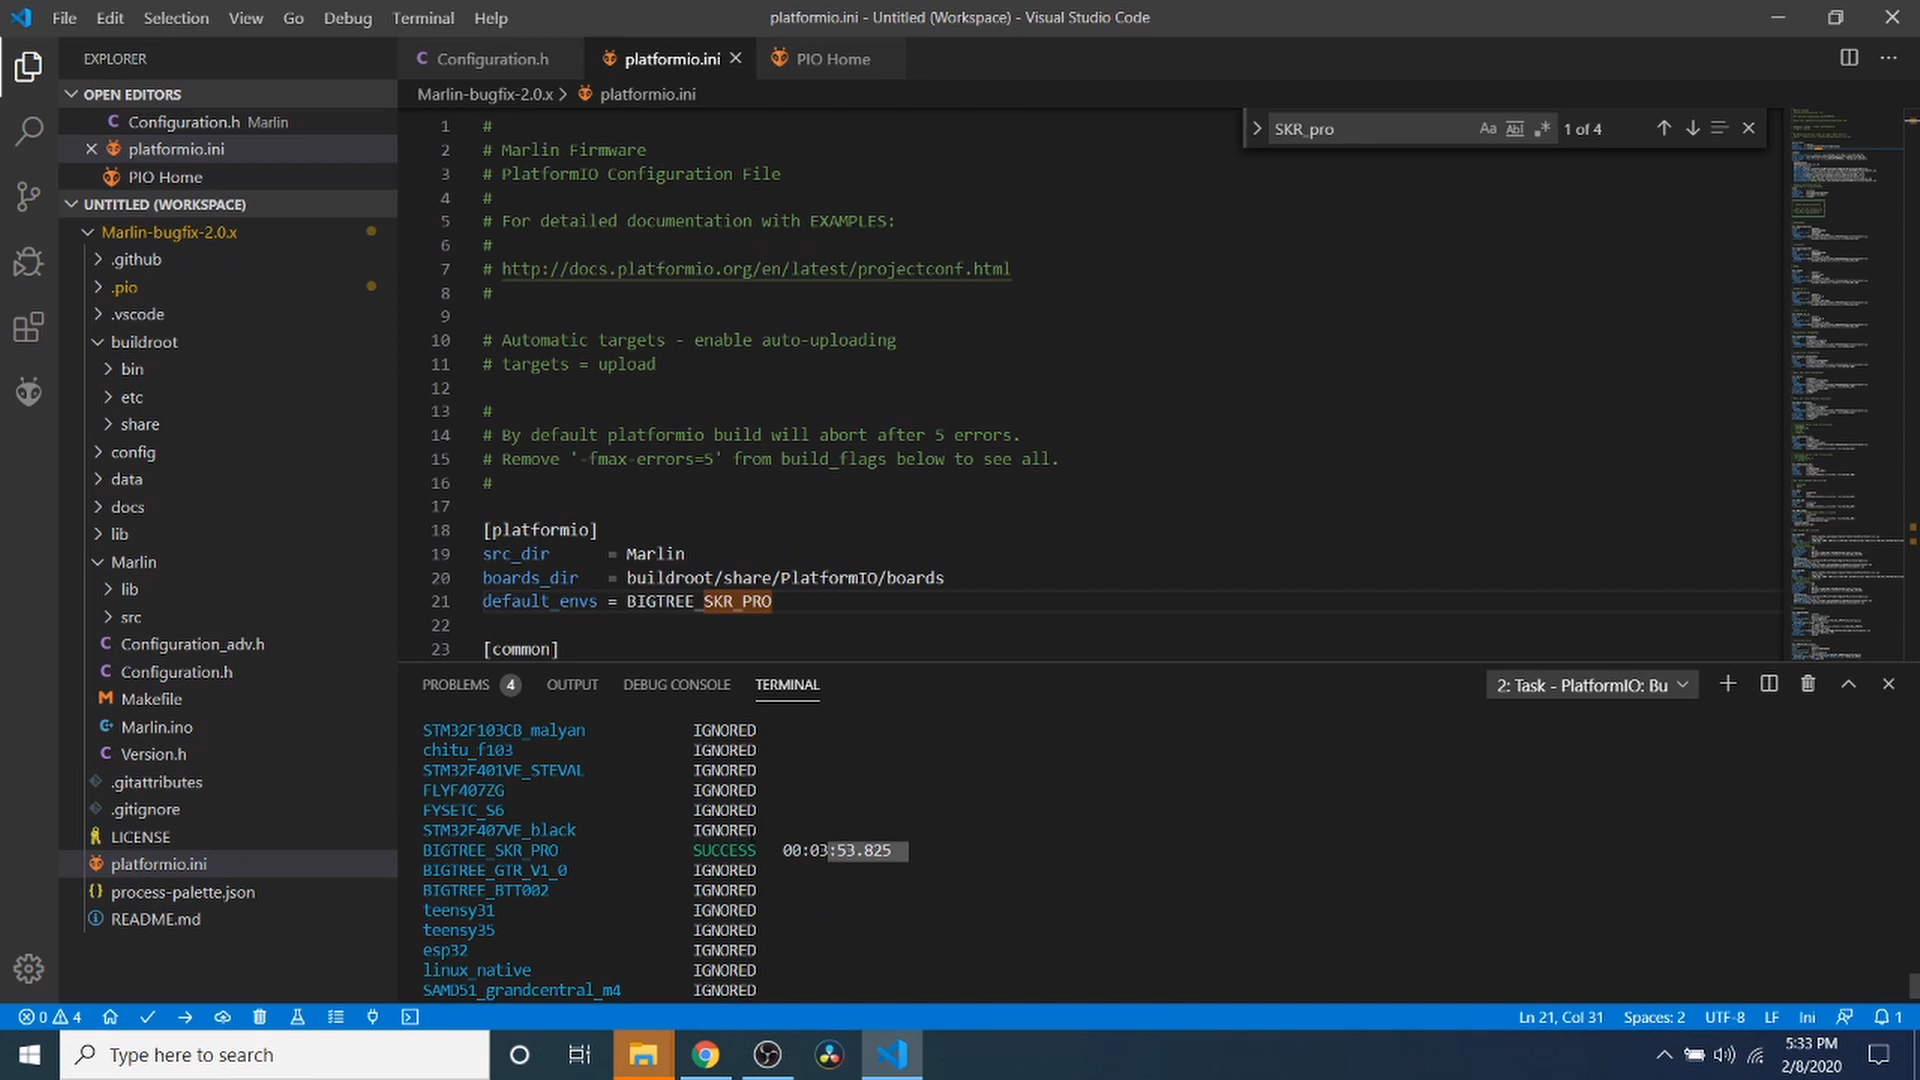 File Edit Selection View Go Debug Terminal Help
platformio.ini - Untitled (Workspace) - Visual Studio Code
EXPLORER
OPEN EDITORS
Configuration.h Marlin
platformio.ini
PIO Home
UNTITLED (WORKSPACE)
Marlin-bugfix-2.0.x
.github
.pio
.vscode
buildroot
bin
etc
share
config
data
docs
lib
Marlin
lib
src
Configuration_adv.h
Configuration.h
Makefile
Marlin.ino
Version.h
.gitattributes
.gitignore
LICENSE
platformio.ini
process-palette.json
README.md
Configuration.h
platformio.ini
PIO Home
Marlin-bugfix-2.0.x > platformio.ini
SKR_pro Aa Abl .* 1 of 4
1 #
2 # Marlin Firmware
3 # PlatformIO Configuration File
4 #
5 # For detailed documentation with EXAMPLES:
6 #
7 # http://docs.platformio.org/en/latest/projectconf.html
8 #
9
10 # Automatic targets - enable auto-uploading
11 # targets = upload
12
13 #
14 # By default platformio build will abort after 5 errors.
15 # Remove '-fmax-errors=5' from build_flags below to see all.
16 #
17
18 [platformio]
19 src_dir = Marlin
20 boards_dir = buildroot/share/PlatformIO/boards
21 default_envs = BIGTREE_SKR_PRO
22
23 [common]
PROBLEMS 4 OUTPUT DEBUG CONSOLE TERMINAL
2: Task - PlatformIO: Bu
STM32F103CB_malyan IGNORED
chitu_f103 IGNORED
STM32F401VE_STEVAL IGNORED
FLYF407ZG IGNORED
FYSETC_S6 IGNORED
STM32F407VE_black IGNORED
BIGTREE_SKR_PRO SUCCESS 00:03:53.825
BIGTREE_GTR_V1_0 IGNORED
BIGTREE_BTT002 IGNORED
teensy31 IGNORED
teensy35 IGNORED
esp32 IGNORED
linux_native IGNORED
SAMD51_grandcentral_m4 IGNORED
0 4
Ln 21, Col 31 Spaces: 2 UTF-8 LF Ini 1
Type here to search
5:33 PM
2/8/2020